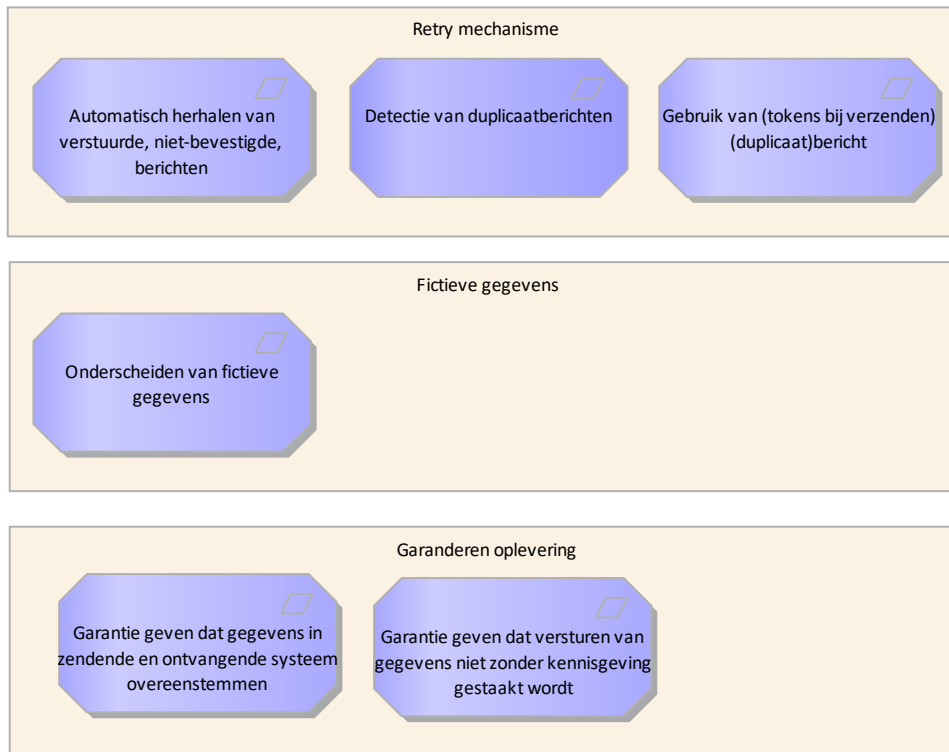 Retry mechanisme
Automatisch herhalen van
verstuurde, niet-bevestigde,
berichten
Detectie van duplicaatberichten
Gebruik van (tokens bij verzenden)
(duplicaat)bericht
Fictieve gegevens
Onderscheiden van fictieve
gegevens
Garanderen oplevering
Garantie geven dat gegevens in
zendende en ontvangende systeem
overeenstemmen
Garantie geven dat versturen van
gegevens niet zonder kennisgeving
gestaakt wordt